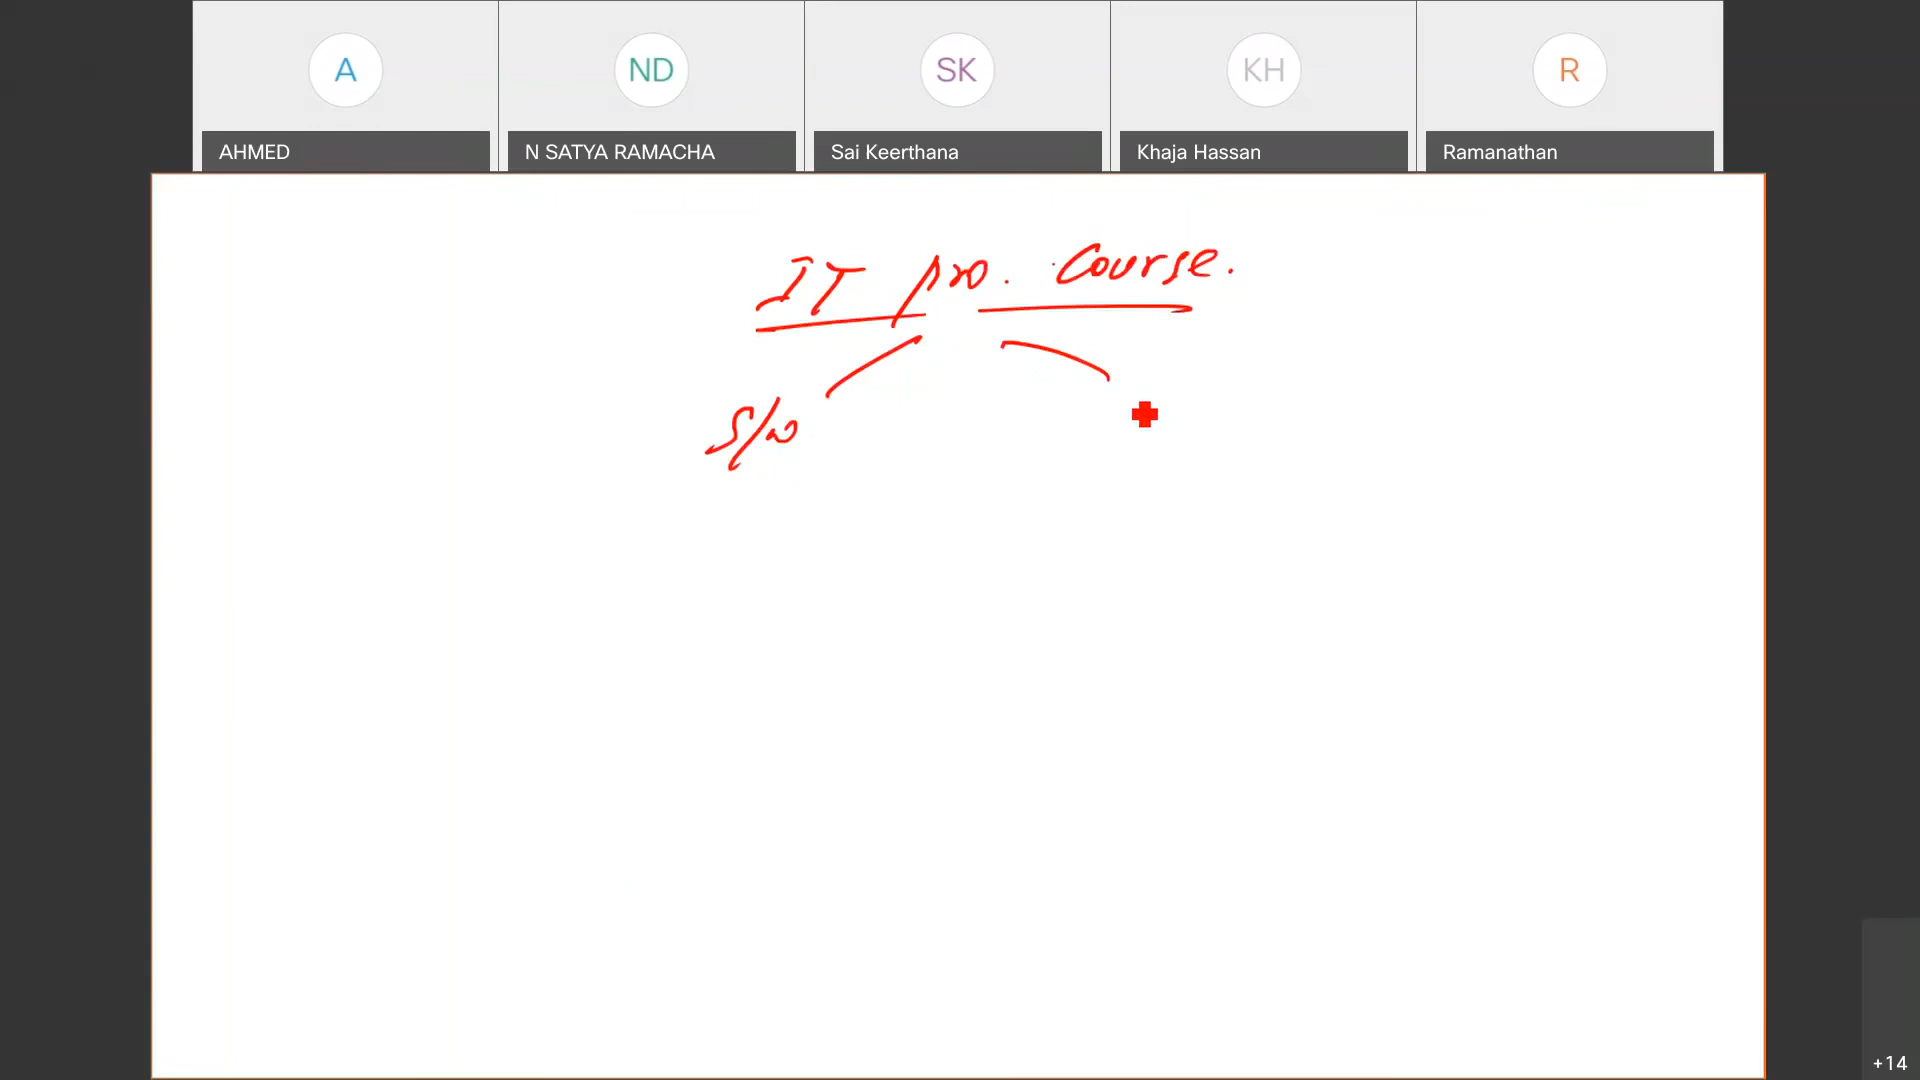 A ND SK KH R
AHMED N SATYA RAMACHA Sai Keerthana Khaja Hassan Ramanathan
IT pro. Course.
S/w
+14